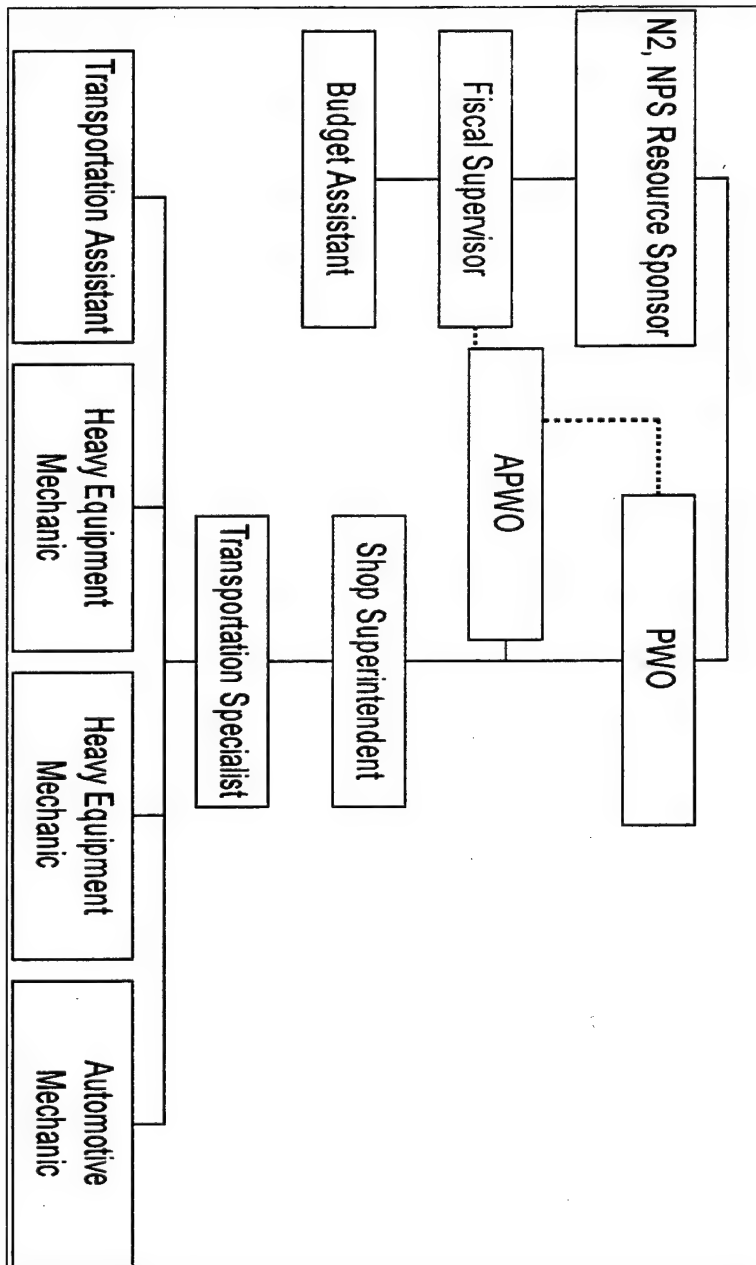 N2, NPS Resource Sponsor
PWO
Fiscal Supervisor
APWO
Budget Assistant
Shop Superintendent
Transportation Specialist
Transportation Assistant
Heavy Equipment
Mechanic
Heavy Equipment
Mechanic
Automotive
Mechanic